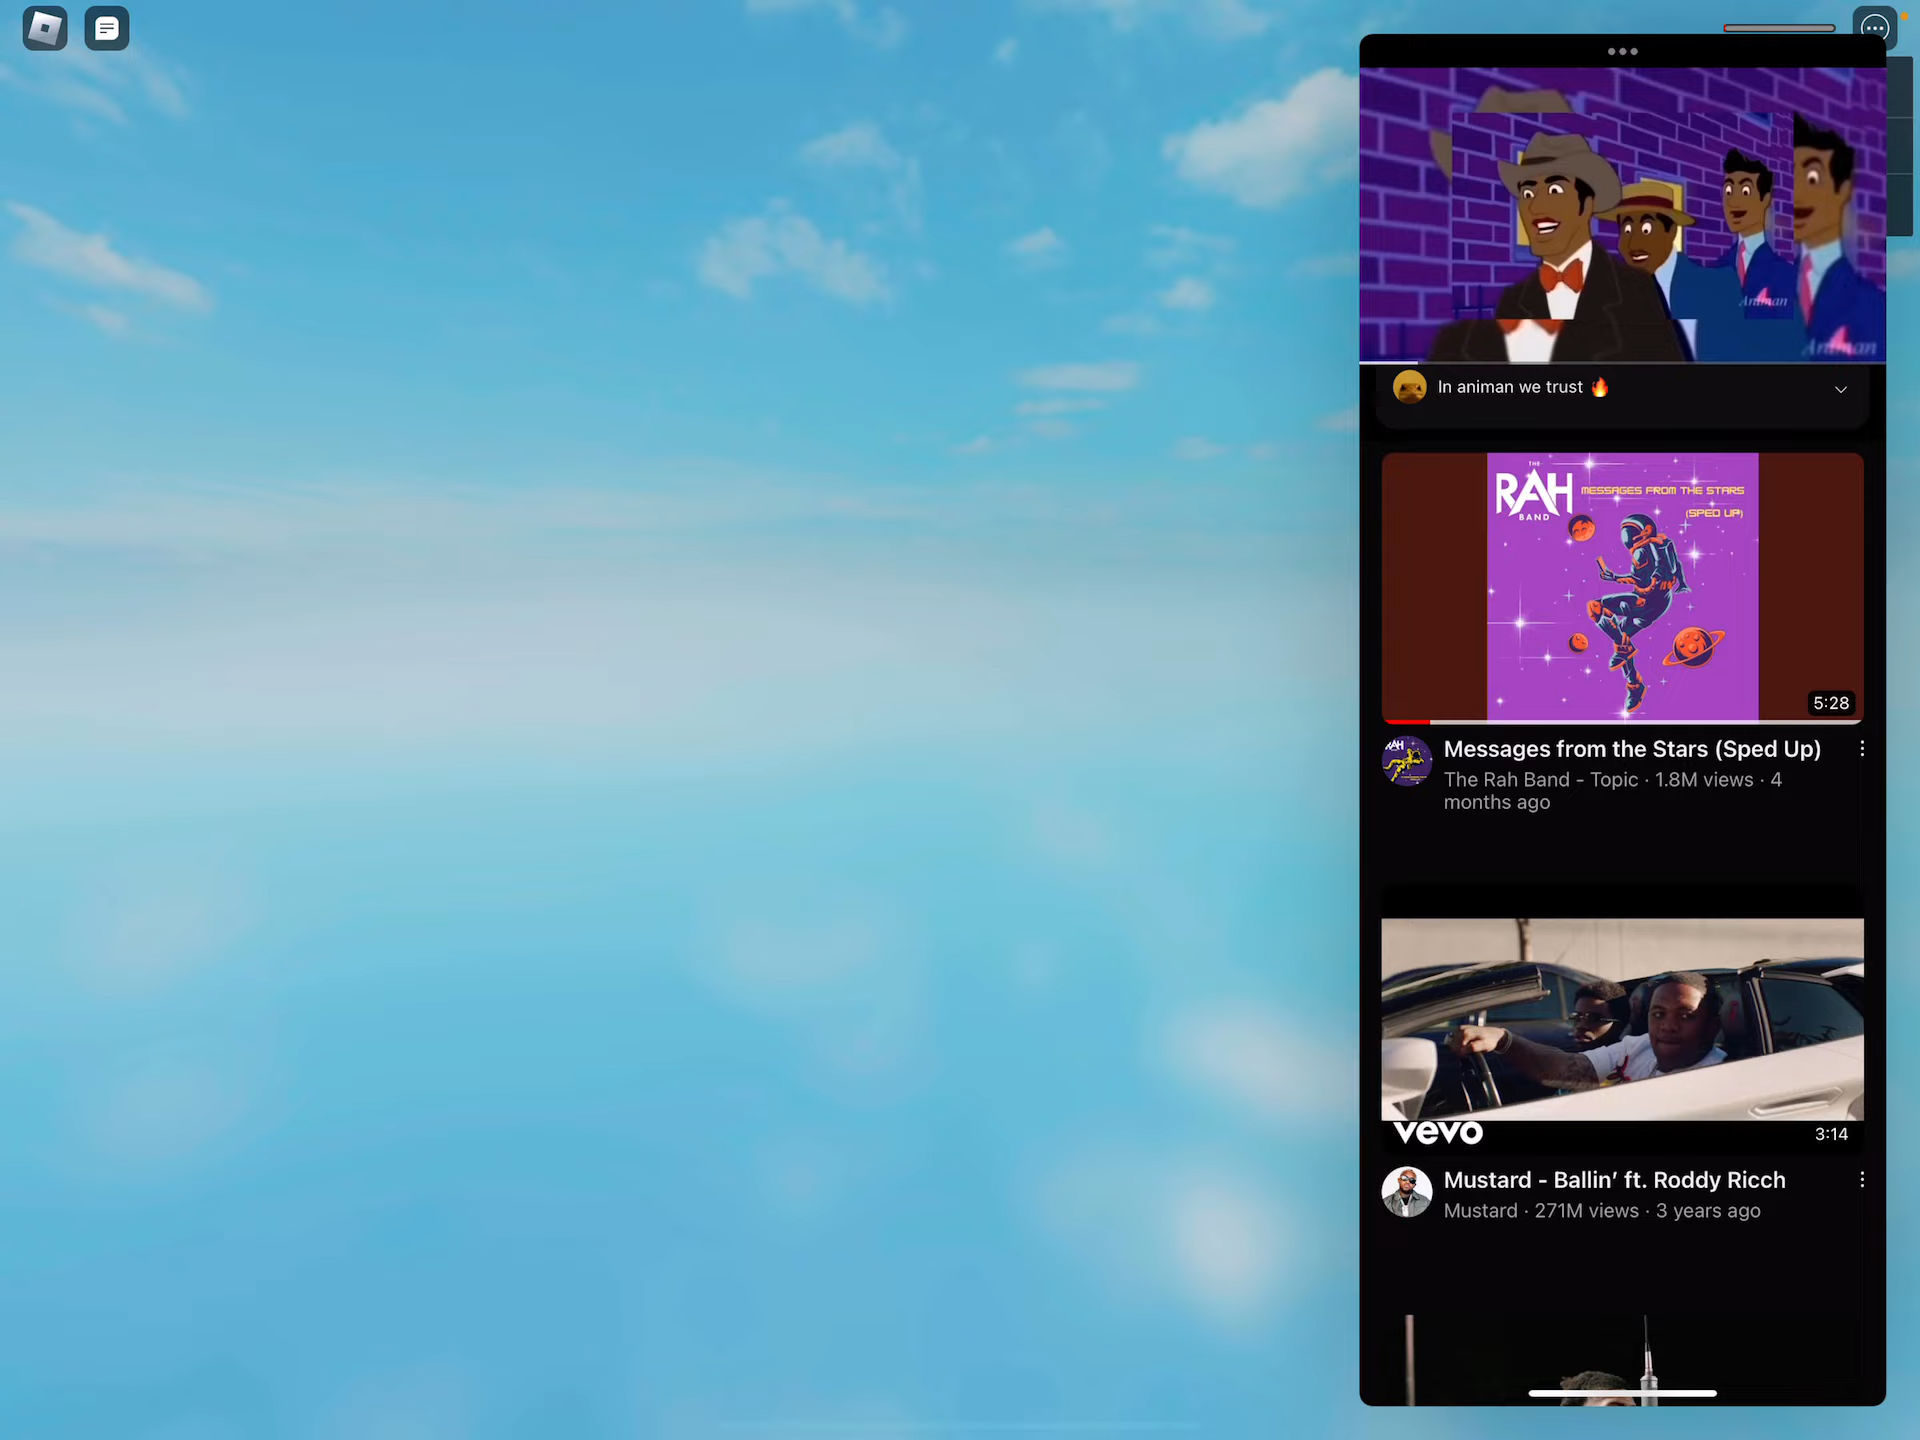 Animan
Animan
In animan we trust 🔥
THE
RAH
BAND
MESSAGES FROM THE STARS
(SPED UP)
5:28
RAH
Messages from the Stars (Sped Up)
The Rah Band - Topic · 1.8M views · 4
months ago
vevo
3:14
Mustard - Ballin’ ft. Roddy Ricch
Mustard · 271M views · 3 years ago